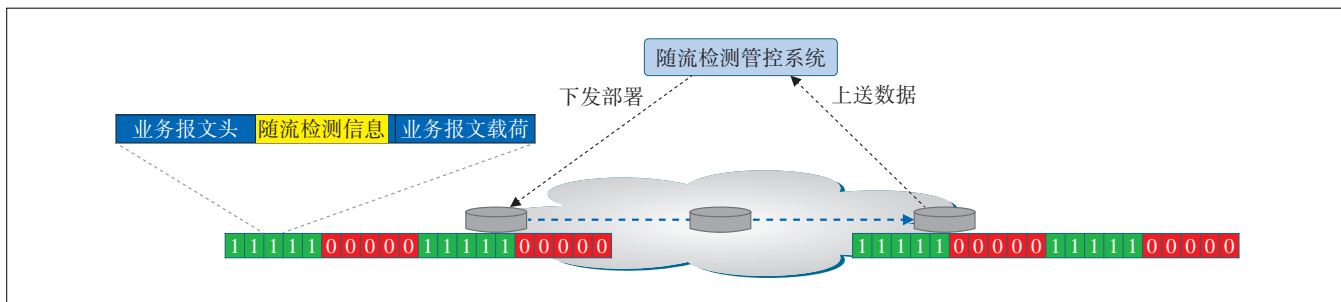 随流检测管控系统
下发部署
上送数据
业务报文头 随流检测信息 业务报文载荷
1 1 1 1 1 0 0 0 0 0 1 1 1 1 1 0 0 0 0 0
1 1 1 1 1 0 0 0 0 0 1 1 1 1 1 0 0 0 0 0